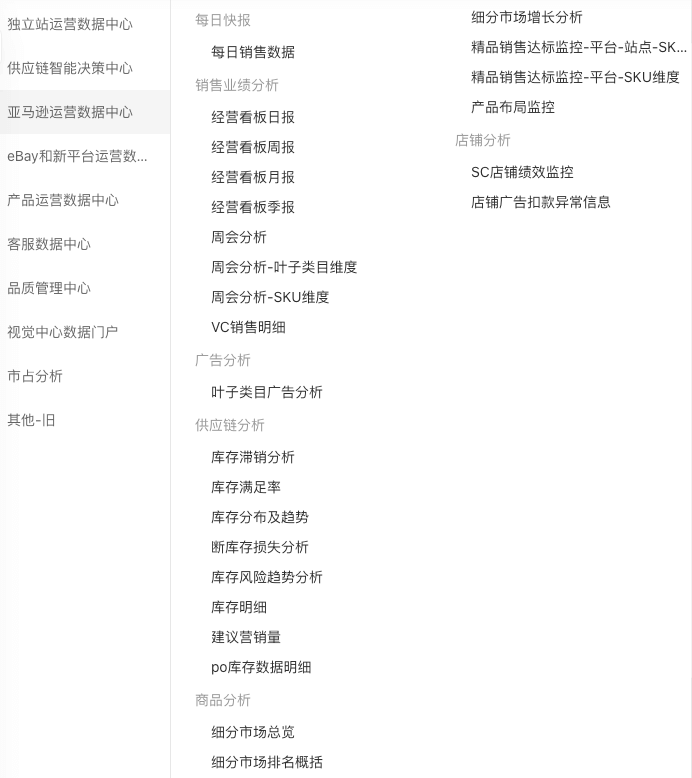 独立站运营数据中心
供应链智能决策中心
亚马逊运营数据中心
eBay和新平台运营数...
产品运营数据中心
客服数据中心
品质管理中心
视觉中心数据门户
市占分析
其他-旧
每日快报
每日销售数据
销售业绩分析
经营看板日报
经营看板周报
经营看板月报
经营看板季报
周会分析
周会分析-叶子类目维度
周会分析-SKU维度
VC销售明细
广告分析
叶子类目广告分析
供应链分析
库存滞销分析
库存满足率
库存分布及趋势
断库存损失分析
库存风险趋势分析
库存明细
建议营销量
po库存数据明细
商品分析
细分市场总览
细分市场排名概括
细分市场增长分析
精品销售达标监控-平台-站点-SK...
精品销售达标监控-平台-SKU维度
产品布局监控
店铺分析
SC店铺绩效监控
店铺广告扣款异常信息